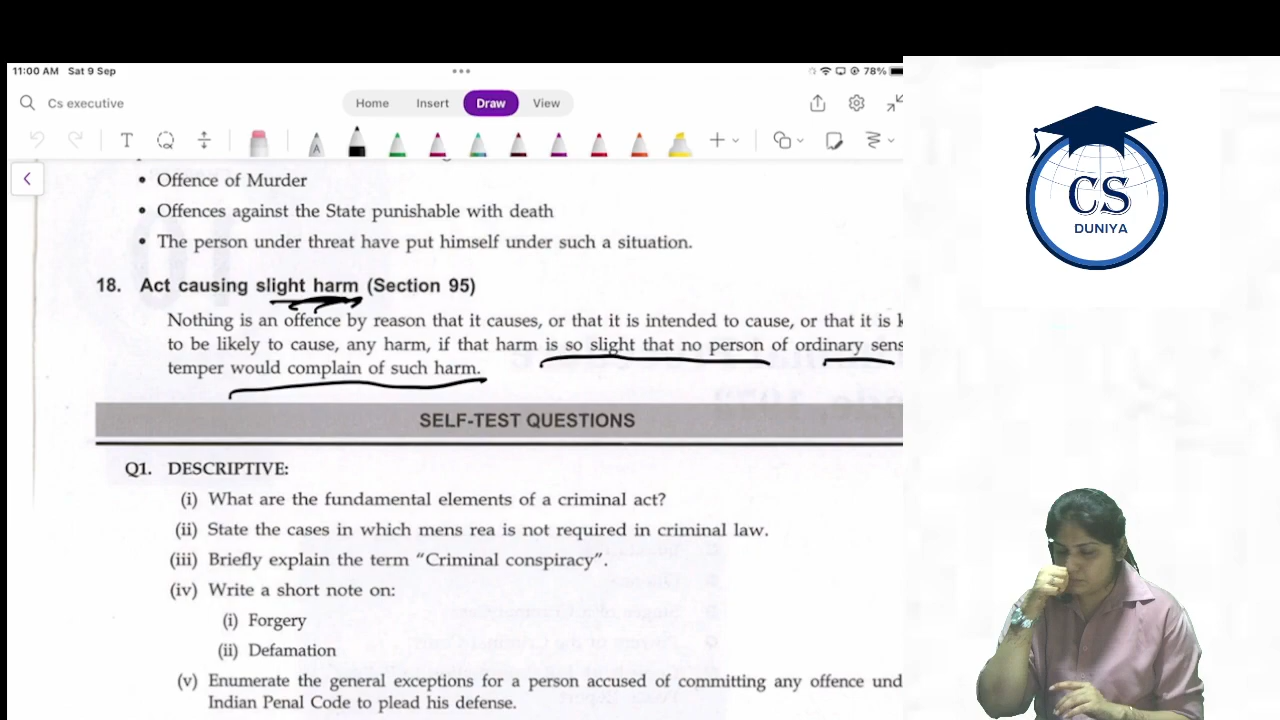 11:00 AM Sat 9 Sep
78%
Cs executive
Home Insert Draw View
T
A
• Offence of Murder
• Offences against the State punishable with death
• The person under threat have put himself under such a situation.
18. Act causing slight harm (Section 95)
Nothing is an offence by reason that it causes, or that it is intended to cause, or that it is
to be likely to cause, any harm, if that harm is so slight that no person of ordinary
temper would complain of such harm.
SELF-TEST QUESTIONS
Q1. DESCRIPTIVE:
(i) What are the fundamental elements of a criminal act?
(ii) State the cases in which mens rea is not required in criminal law.
(iii) Briefly explain the term “Criminal conspiracy”.
(iv) Write a short note on:
(i) Forgery
(ii) Defamation
(v) Enumerate the general exceptions for a person accused of committing any offence
Indian Penal Code to plead his defense.
CS
DUNIYA